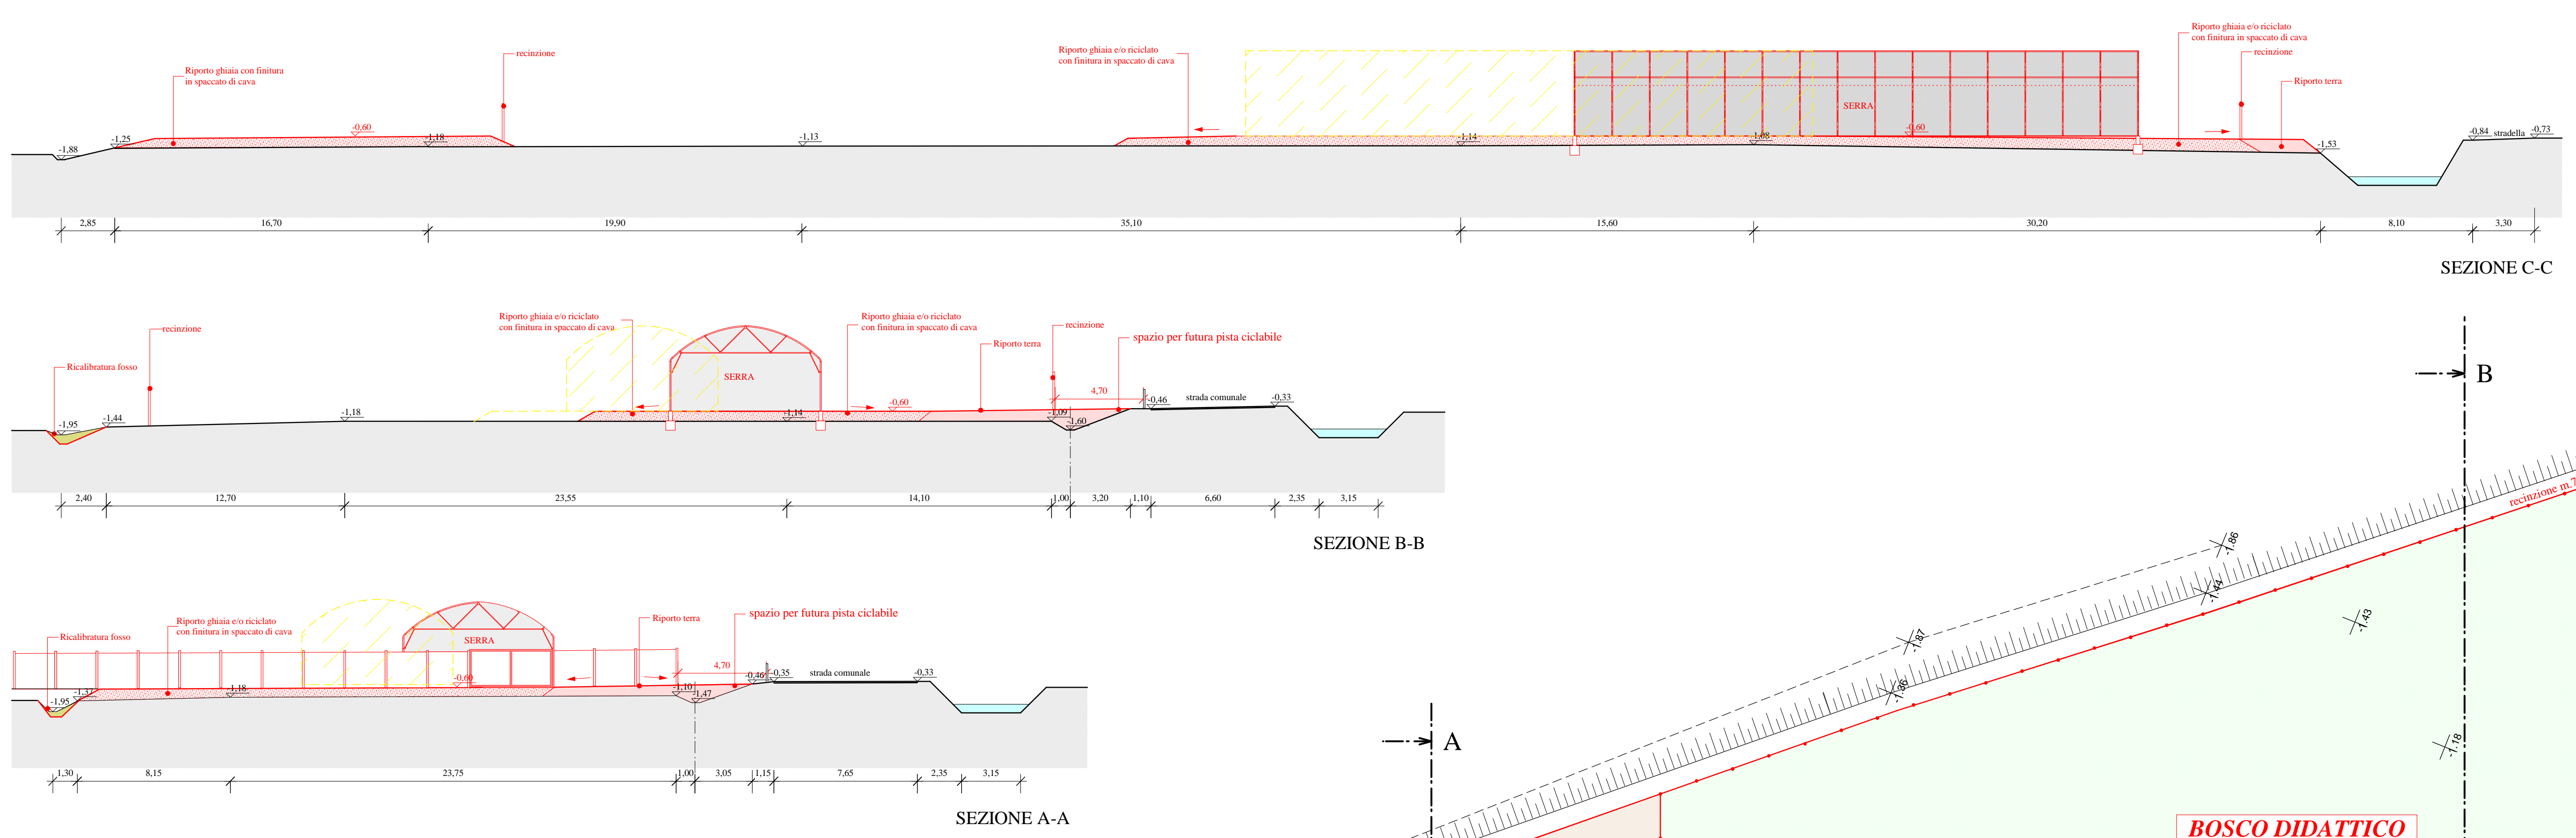 Riporto ghiaia con finitura
in spaccato di cava
recinzione
Riporto ghiaia e/o riciclato
con finitura in spaccato di cava
Riporto ghiaia e/o riciclato
con finitura in spaccato di cava
recinzione
Riporto terra
SERRA
-1,88
-1,25
-0,60
-1,18
-1,13
-1,14
-1,08
-0,60
-1,53
-0,84 stradella -0,73
2,85 16,70 19,90 35,10 15,60 30,20 8,10 3,30
SEZIONE C-C
Ricalibratura fosso
recinzione
Riporto ghiaia e/o riciclato
con finitura in spaccato di cava
Riporto ghiaia e/o riciclato
con finitura in spaccato di cava
Riporto terra
recinzione
spazio per futura pista ciclabile
SERRA
4,70
-1,95
-1,44
-1,18
-1,14
-0,60
-1,09
-1,60
-0,46
strada comunale
-0,33
2,40 12,70 23,55 14,10 1,00 3,20 1,10 6,60 2,35 3,15
SEZIONE B-B
Ricalibratura fosso
Riporto ghiaia e/o riciclato
con finitura in spaccato di cava
Riporto terra
spazio per futura pista ciclabile
SERRA
4,70
-1,95
-1,37
-1,18
-0,60
-1,10
-1,47
-0,46
-0,35
strada comunale
-0,33
1,30 8,15 23,75 1,00 3,05 1,15 7,65 2,35 3,15
SEZIONE A-A
B
A
recinzione m.7
-1.86
-1.44
-1.43
-1.87
-1.36
-1.18
BOSCO DIDATTICO